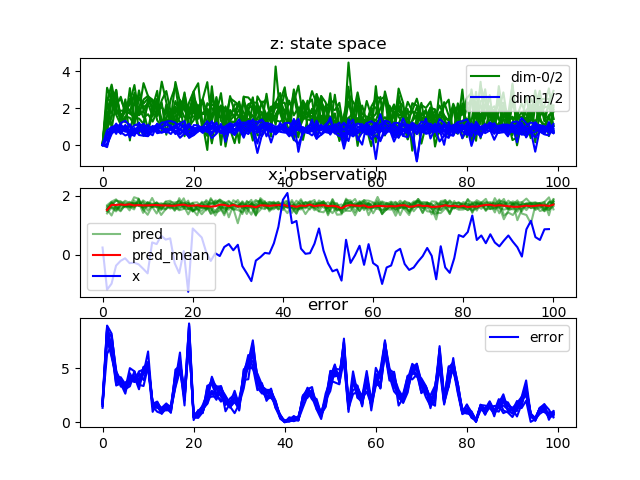 z: state space
4
2
0
dim-0/2
dim-1/2
0 20 40 60 80 100
x: observation
2
0
pred
pred_mean
x
0 20 40 60 80 100
error
5
0
error
0 20 40 60 80 100